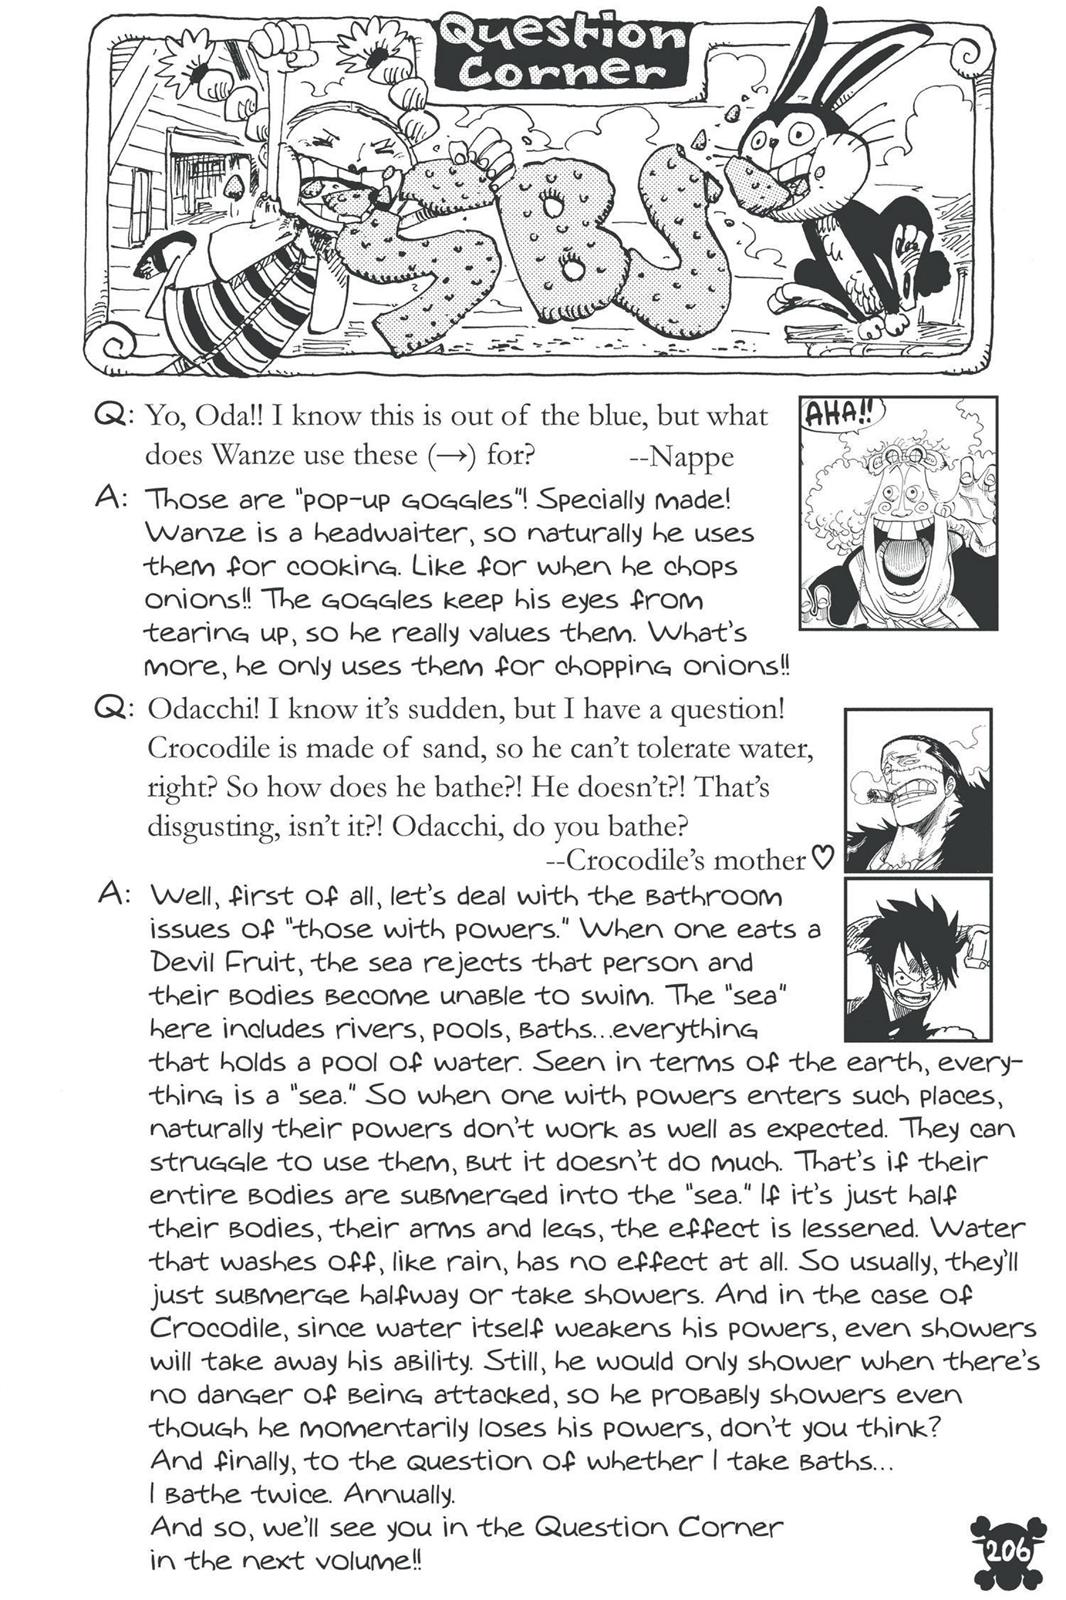 Question
Corner
SBS
Q: Yo, Oda!! I know this is out of the blue, but what
does Wanze use these (→) for? --Nappe
AHA!!
A: Those are "pop-up goggles"! Specially made!
Wanze is a headwaiter, so naturally he uses
them for cooking. Like for when he chops
onions!! The goggles keep his eyes from
tearing up, so he really values them. What's
more, he only uses them for chopping onions!!
Q: Odacchi! I know it's sudden, but I have a question!
Crocodile is made of sand, so he can't tolerate water,
right? So how does he bathe?! He doesn't?! That's
disgusting, isn't it?! Odacchi, do you bathe?
--Crocodile's mother♡
A: Well, first of all, let's deal with the bathroom
issues of "those with powers." When one eats a
Devil Fruit, the sea rejects that person and
their bodies become unable to swim. The "sea"
here includes rivers, pools, baths...everything
that holds a pool of water. Seen in terms of the earth, every-
thing is a "sea." So when one with powers enters such places,
naturally their powers don't work as well as expected. They can
struggle to use them, but it doesn't do much. That's if their
entire bodies are submerged into the "sea." If it's just half
their bodies, their arms and legs, the effect is lessened. Water
that washes off, like rain, has no effect at all. So usually, they'll
just submerge halfway or take showers. And in the case of
Crocodile, since water itself weakens his powers, even showers
will take away his ability. Still, he would only shower when there's
no danger of being attacked, so he probably showers even
though he momentarily loses his powers, don't you think?
And finally, to the question of whether I take baths...
I bathe twice. Annually.
And so, we'll see you in the Question Corner
in the next volume!!
206